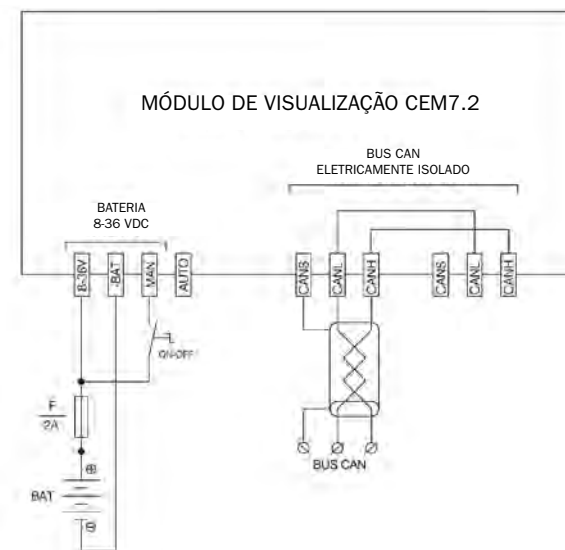 MÓDULO DE VISUALIZAÇÃO CEM7.2
BUS CAN
ELETRICAMENTE ISOLADO
BATERIA
8-36 VDC
8-36V
-BAT
MAN
AUTO
CANS
CANL
CANH
CANS
CANL
CANH
ON-OFF
F
2A
BUS CAN
⊕
BAT
⊖